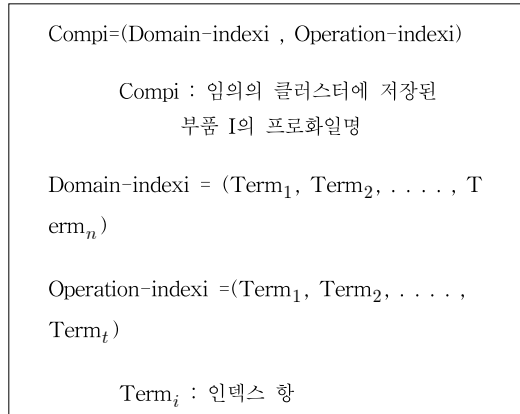 Compi=(Domain-indexi , Operation-indexi)
Compi : 임의의 클러스터에 저장된
부품 I의 프로화일명
Domain-indexi = (Term₁, Term₂, . . . . ., T
ermₙ)
Operation-indexi =(Term₁, Term₂, . . . . . ,
Termₜ)
Termᵢ : 인덱스 항